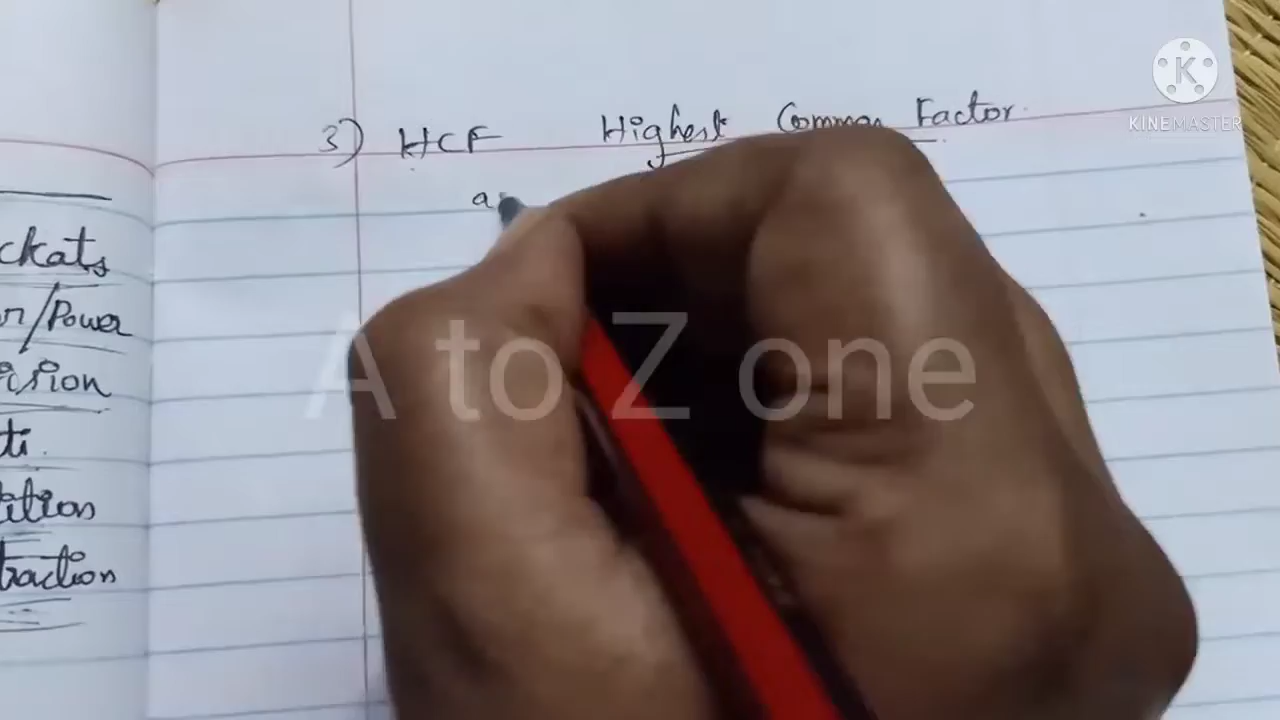 ckats
n/Power
ision
ti.
ition
traction
3) HCF Highest Common Factor.
a
A to Z one
K
KINEMASTER